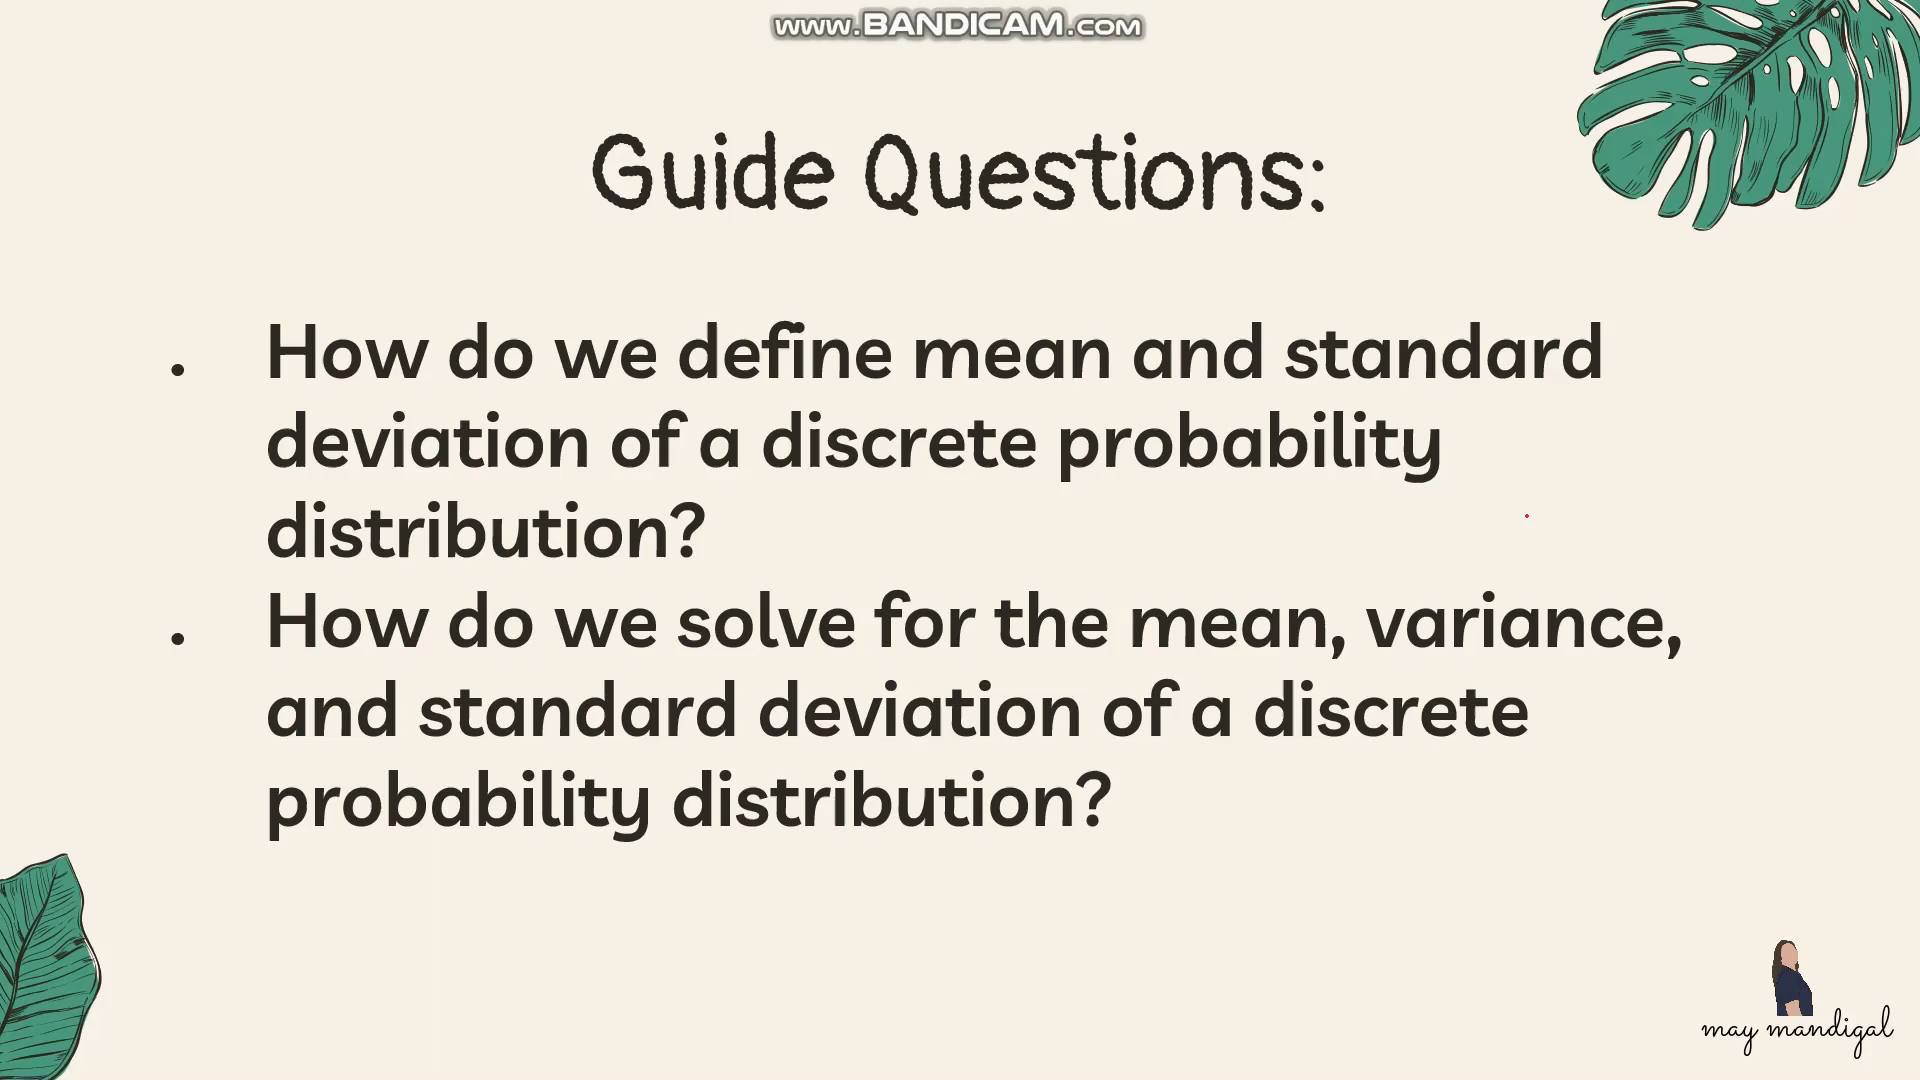 www.BANDICAM.com
Guide Questions:
• How do we define mean and standard
deviation of a discrete probability
distribution?
• How do we solve for the mean, variance,
and standard deviation of a discrete
probability distribution?
may mandigal